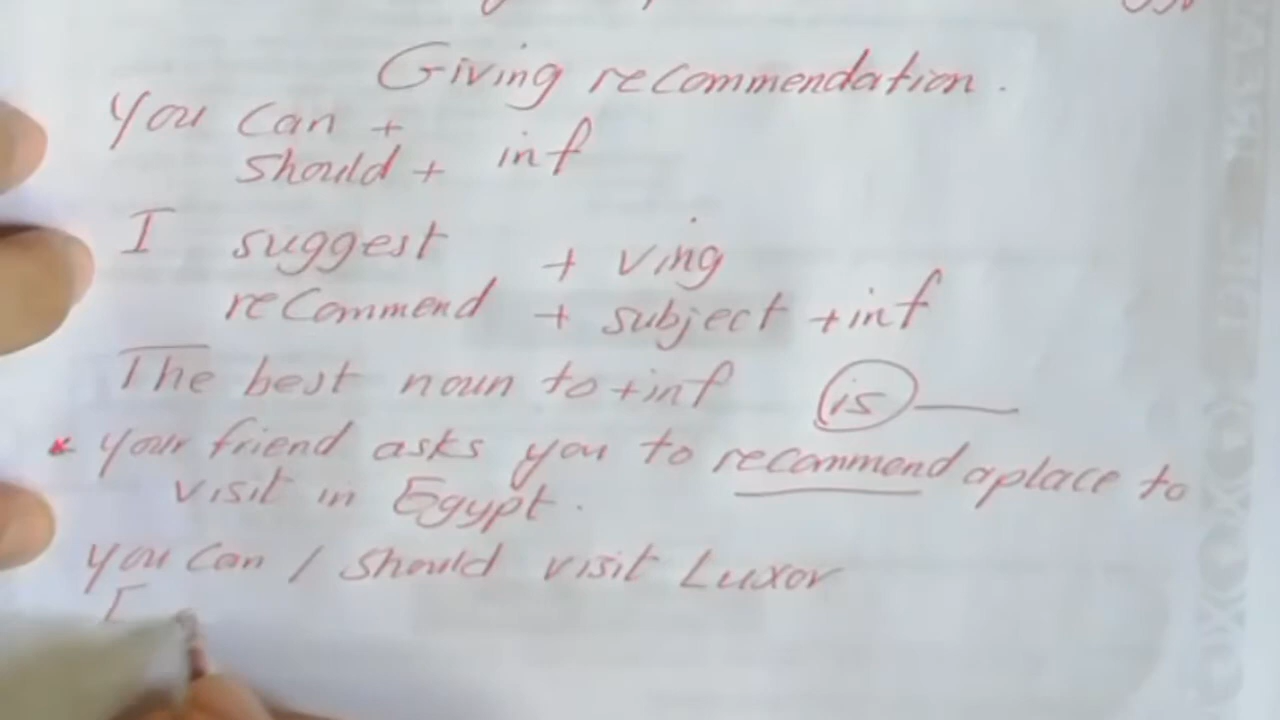 Giving recommendation.
You can +
should + inf
I suggest + ving
recommend + subject + inf
The best noun to + inf is
* your friend asks you to recommend a place to
visit in Egypt.
you can / should visit Luxor
I